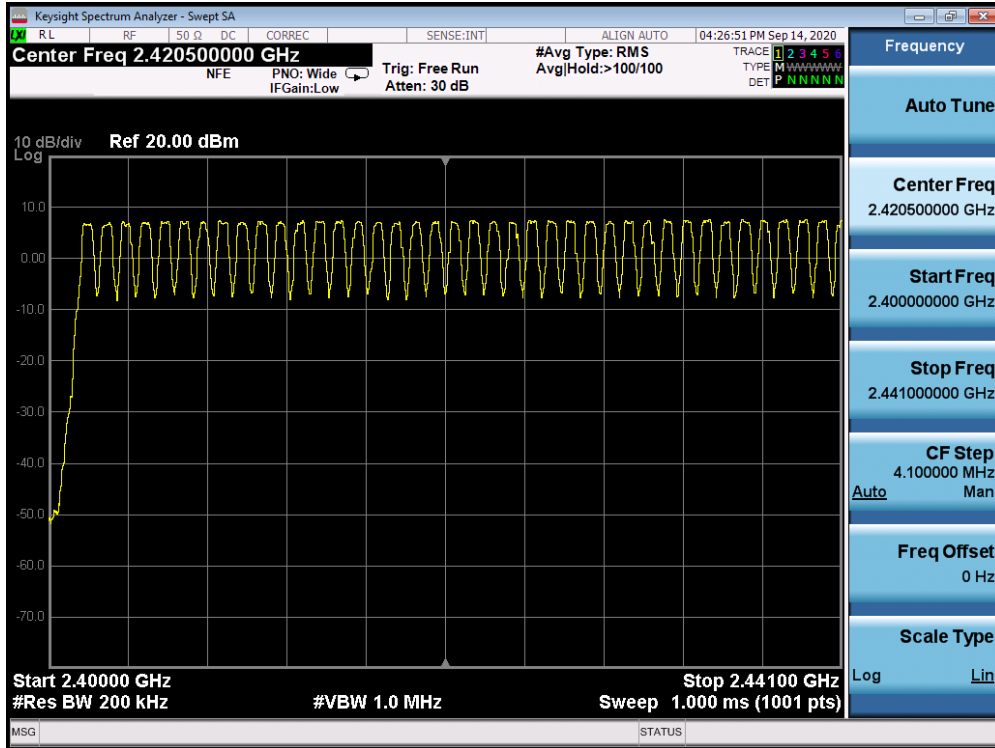 Keysight Spectrum Analyzer - Swept SA
LXI RL RF 50 Ω DC CORREC SENSE:INT ALIGN AUTO 04:26:51 PM Sep 14, 2020
Center Freq 2.420500000 GHz
NFE
PNO: Wide
IFGain:Low
Trig: Free Run
Atten: 30 dB
#Avg Type: RMS
Avg|Hold:>100/100
TRACE 1 2 3 4 5 6
TYPE M W W W W W
DET P N N N N N
10 dB/div Ref 20.00 dBm
Log
10.0
0.00
-10.0
-20.0
-30.0
-40.0
-50.0
-60.0
-70.0
Start 2.40000 GHz Stop 2.44100 GHz
#Res BW 200 kHz #VBW 1.0 MHz Sweep 1.000 ms (1001 pts)
MSG STATUS
Frequency
Auto Tune
Center Freq
2.420500000 GHz
Start Freq
2.400000000 GHz
Stop Freq
2.441000000 GHz
CF Step
4.100000 MHz
Auto Man
Freq Offset
0 Hz
Scale Type
Log Lin